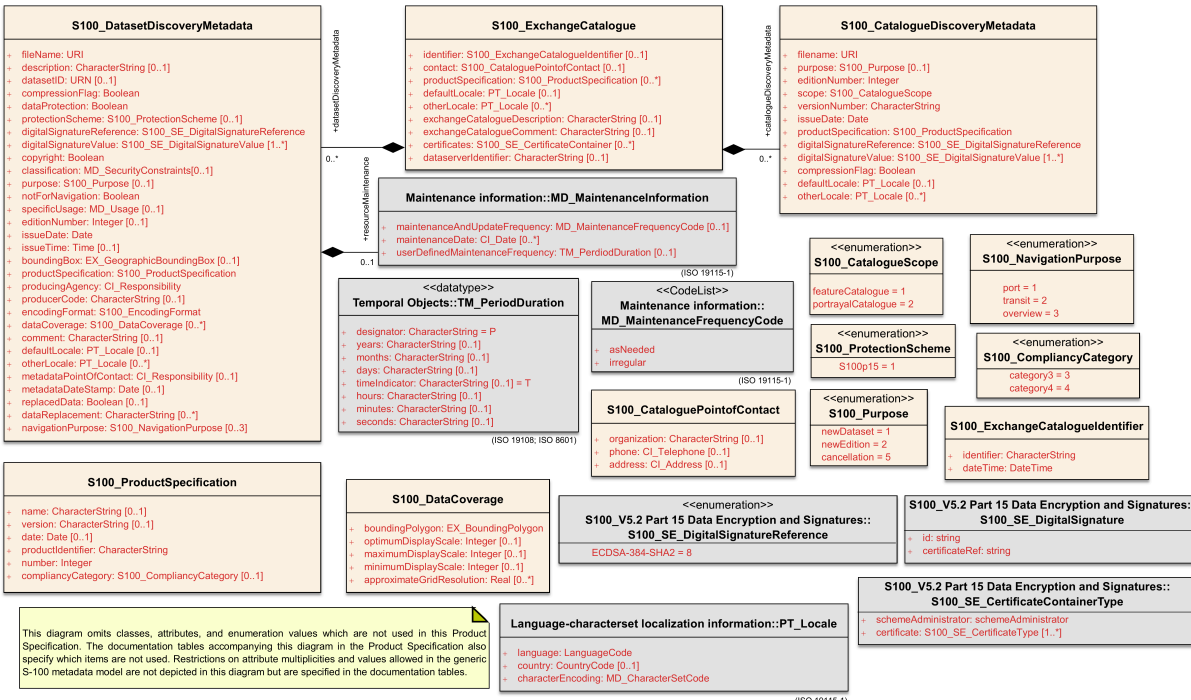 S100_DatasetDiscoveryMetadata
+ fileName: URI
+ description: CharacterString [0..1]
+ datasetID: URN [0..1]
+ compressionFlag: Boolean
+ dataProtection: Boolean
+ protectionScheme: S100_ProtectionScheme [0..1]
+ digitalSignatureReference: S100_SE_DigitalSignatureReference
+ digitalSignatureValue: S100_SE_DigitalSignatureValue [1..*]
+ copyright: Boolean
+ classification: MD_SecurityConstraints[0..1]
+ purpose: S100_Purpose [0..1]
+ notForNavigation: Boolean
+ specificUsage: MD_Usage [0..1]
+ editionNumber: Integer [0..1]
+ issueDate: Date
+ issueTime: Time [0..1]
+ boundingBox: EX_GeographicBoundingBox [0..1]
+ productSpecification: S100_ProductSpecification
+ producingAgency: CI_Responsibility
+ producerCode: CharacterString [0..1]
+ encodingFormat: S100_EncodingFormat
+ dataCoverage: S100_DataCoverage [0..*]
+ comment: CharacterString [0..1]
+ defaultLocale: PT_Locale [0..1]
+ otherLocale: PT_Locale [0..*]
+ metadataPointOfContact: CI_Responsibility [0..1]
+ metadataDateStamp: Date [0..1]
+ replacedData: Boolean [0..1]
+ dataReplacement: CharacterString [0..*]
+ navigationPurpose: S100_NavigationPurpose [0..3]
+datasetDiscoveryMetadata
0..*
S100_ExchangeCatalogue
+ identifier: S100_ExchangeCatalogueIdentifier [0..1]
+ contact: S100_CataloguePointofContact [0..1]
+ productSpecification: S100_ProductSpecification [0..*]
+ defaultLocale: PT_Locale [0..1]
+ otherLocale: PT_Locale [0..*]
+ exchangeCatalogueDescription: CharacterString [0..1]
+ exchangeCatalogueComment: CharacterString [0..1]
+ certificates: S100_SE_CertificateContainer [0..*]
+ dataserverIdentifier: CharacterString [0..1]
+catalogueDiscoveryMetadata
0..*
S100_CatalogueDiscoveryMetadata
+ filename: URI
+ purpose: S100_Purpose [0..1]
+ editionNumber: Integer
+ scope: S100_CatalogueScope
+ versionNumber: CharacterString
+ issueDate: Date
+ productSpecification: S100_ProductSpecification
+ digitalSignatureReference: S100_SE_DigitalSignatureReference
+ digitalSignatureValue: S100_SE_DigitalSignatureValue [1..*]
+ compressionFlag: Boolean
+ defaultLocale: PT_Locale [0..1]
+ otherLocale: PT_Locale [0..*]
+resourceMaintenance
0..1
Maintenance information::MD_MaintenanceInformation
+ maintenanceAndUpdateFrequency: MD_MaintenanceFrequencyCode [0..1]
+ maintenanceDate: CI_Date [0..*]
+ userDefinedMaintenanceFrequency: TM_PerdiodDuration [0..1]
(ISO 19115-1)
<<datatype>>
Temporal Objects::TM_PeriodDuration
+ designator: CharacterString = P
+ years: CharacterString [0..1]
+ months: CharacterString [0..1]
+ days: CharacterString [0..1]
+ timeIndicator: CharacterString [0..1] = T
+ hours: CharacterString [0..1]
+ minutes: CharacterString [0..1]
+ seconds: CharacterString [0..1]
(ISO 19108; ISO 8601)
<<CodeList>>
Maintenance information::
MD_MaintenanceFrequencyCode
+ asNeeded
+ irregular
(ISO 19115-1)
<<enumeration>>
S100_CatalogueScope
featureCatalogue = 1
portrayalCatalogue = 2
<<enumeration>>
S100_NavigationPurpose
port = 1
transit = 2
overview = 3
<<enumeration>>
S100_ProtectionScheme
S100p15 = 1
<<enumeration>>
S100_CompliancyCategory
category3 = 3
category4 = 4
S100_CataloguePointofContact
+ organization: CharacterString [0..1]
+ phone: CI_Telephone [0..1]
+ address: CI_Address [0..1]
<<enumeration>>
S100_Purpose
newDataset = 1
newEdition = 2
cancellation = 5
S100_ExchangeCatalogueIdentifier
+ identifier: CharacterString
+ dateTime: DateTime
S100_ProductSpecification
+ name: CharacterString [0..1]
+ version: CharacterString [0..1]
+ date: Date [0..1]
+ productIdentifier: CharacterString
+ number: Integer
+ compliancyCategory: S100_CompliancyCategory [0..1]
S100_DataCoverage
+ boundingPolygon: EX_BoundingPolygon
+ optimumDisplayScale: Integer [0..1]
+ maximumDisplayScale: Integer [0..1]
+ minimumDisplayScale: Integer [0..1]
+ approximateGridResolution: Real [0..*]
<<enumeration>>
S100_V5.2 Part 15 Data Encryption and Signatures::
S100_SE_DigitalSignatureReference
ECDSA-384-SHA2 = 8
S100_V5.2 Part 15 Data Encryption and Signatures:
S100_SE_DigitalSignature
+ id: string
+ certificateRef: string
S100_V5.2 Part 15 Data Encryption and Signatures::
S100_SE_CertificateContainerType
+ schemeAdministrator: schemeAdministrator
+ certificate: S100_SE_CertificateType [1..*]
This diagram omits classes, attributes, and enumeration values which are not used in this Product
Specification. The documentation tables accompanying this diagram in the Product Specification also
specify which items are not used. Restrictions on attribute multiplicities and values allowed in the generic
S-100 metadata model are not depicted in this diagram but are specified in the documentation tables.
Language-characterset localization information::PT_Locale
+ language: LanguageCode
+ country: CountryCode [0..1]
+ characterEncoding: MD_CharacterSetCode
(ISO 19115-1)